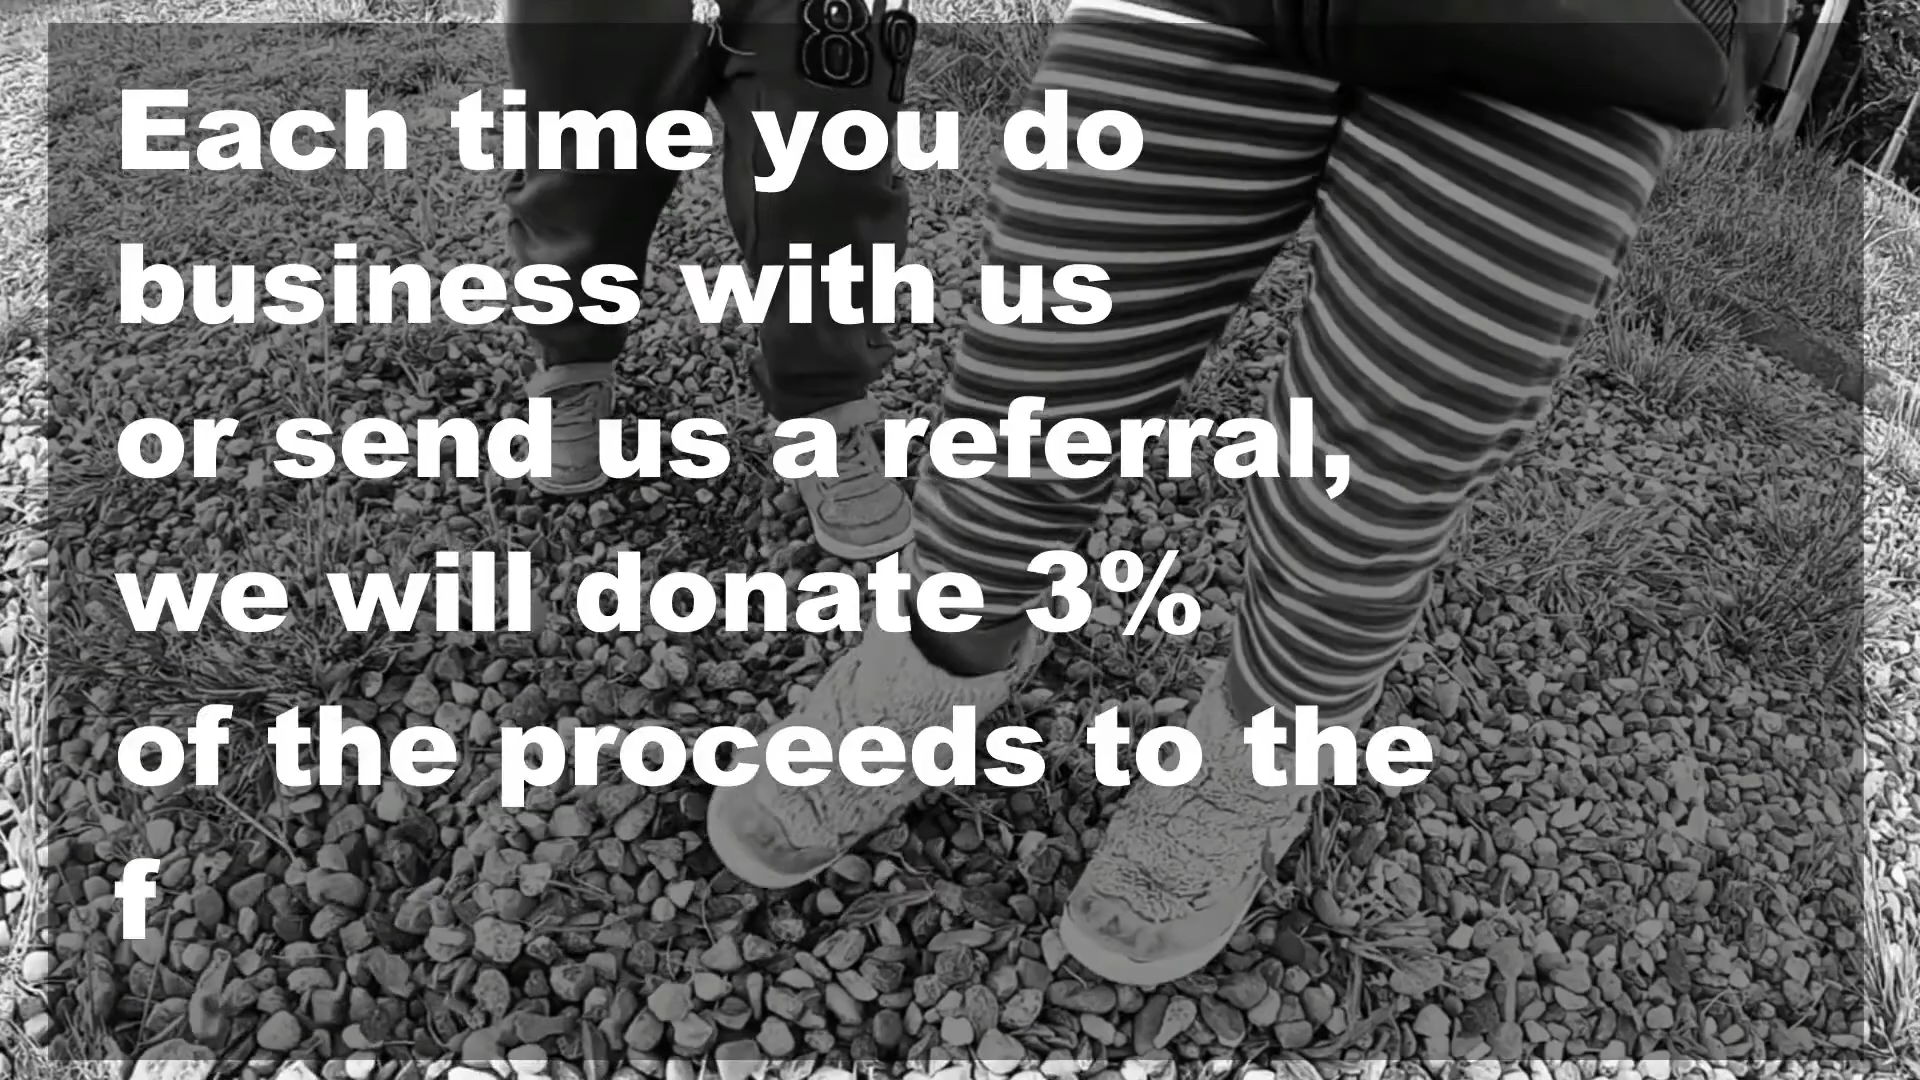 89
Each time you do
business with us
or send us a referral,
we will donate 3%
of the proceeds to the
f